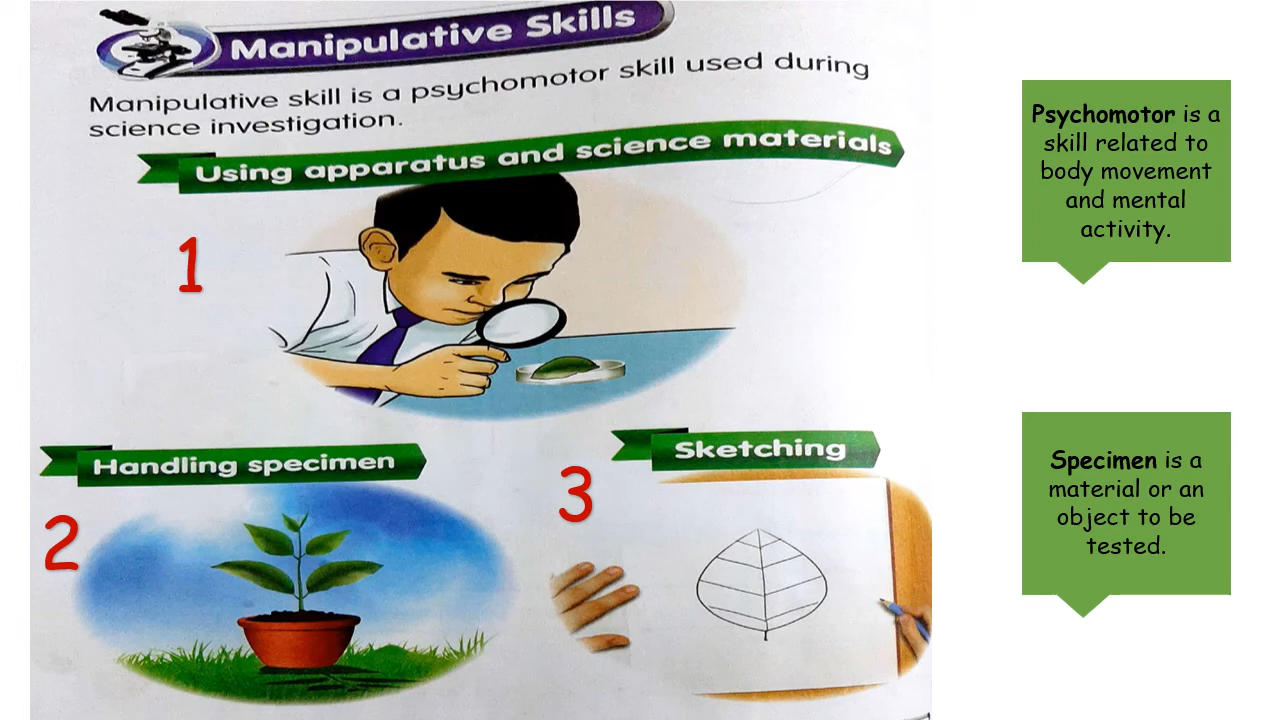 Manipulative Skills
Manipulative skill is a psychomotor skill used during
science investigation.
Using apparatus and science materials
1
Handling specimen
2
Sketching
3
Psychomotor is a
skill related to
body movement
and mental
activity.
Specimen is a
material or an
object to be
tested.